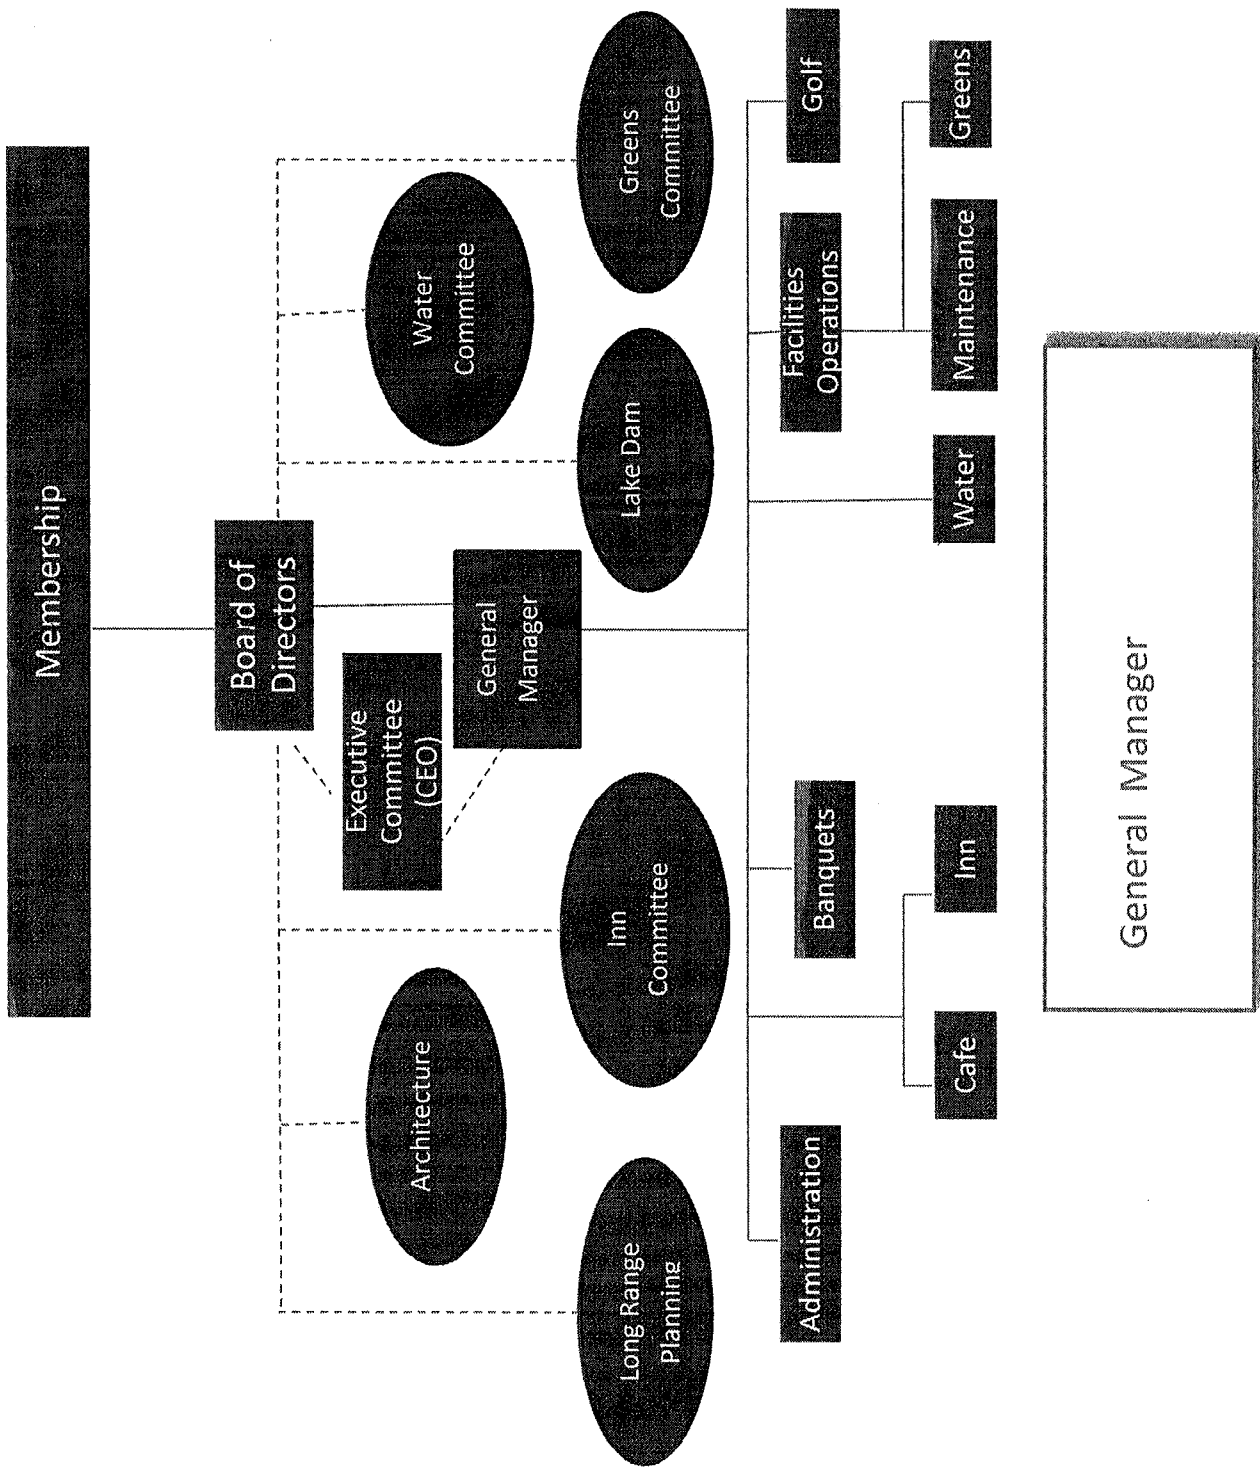 Membership
Board of
Directors
Executive
Committee
(CEO)
General
Manager
Architecture
Water
Committee
Long Range
Planning
Inn
Committee
Lake Dam
Greens
Committee
Administration
Banquets
Facilities
Operations
Golf
Cafe
Inn
Water
Maintenance
Greens
General Manager